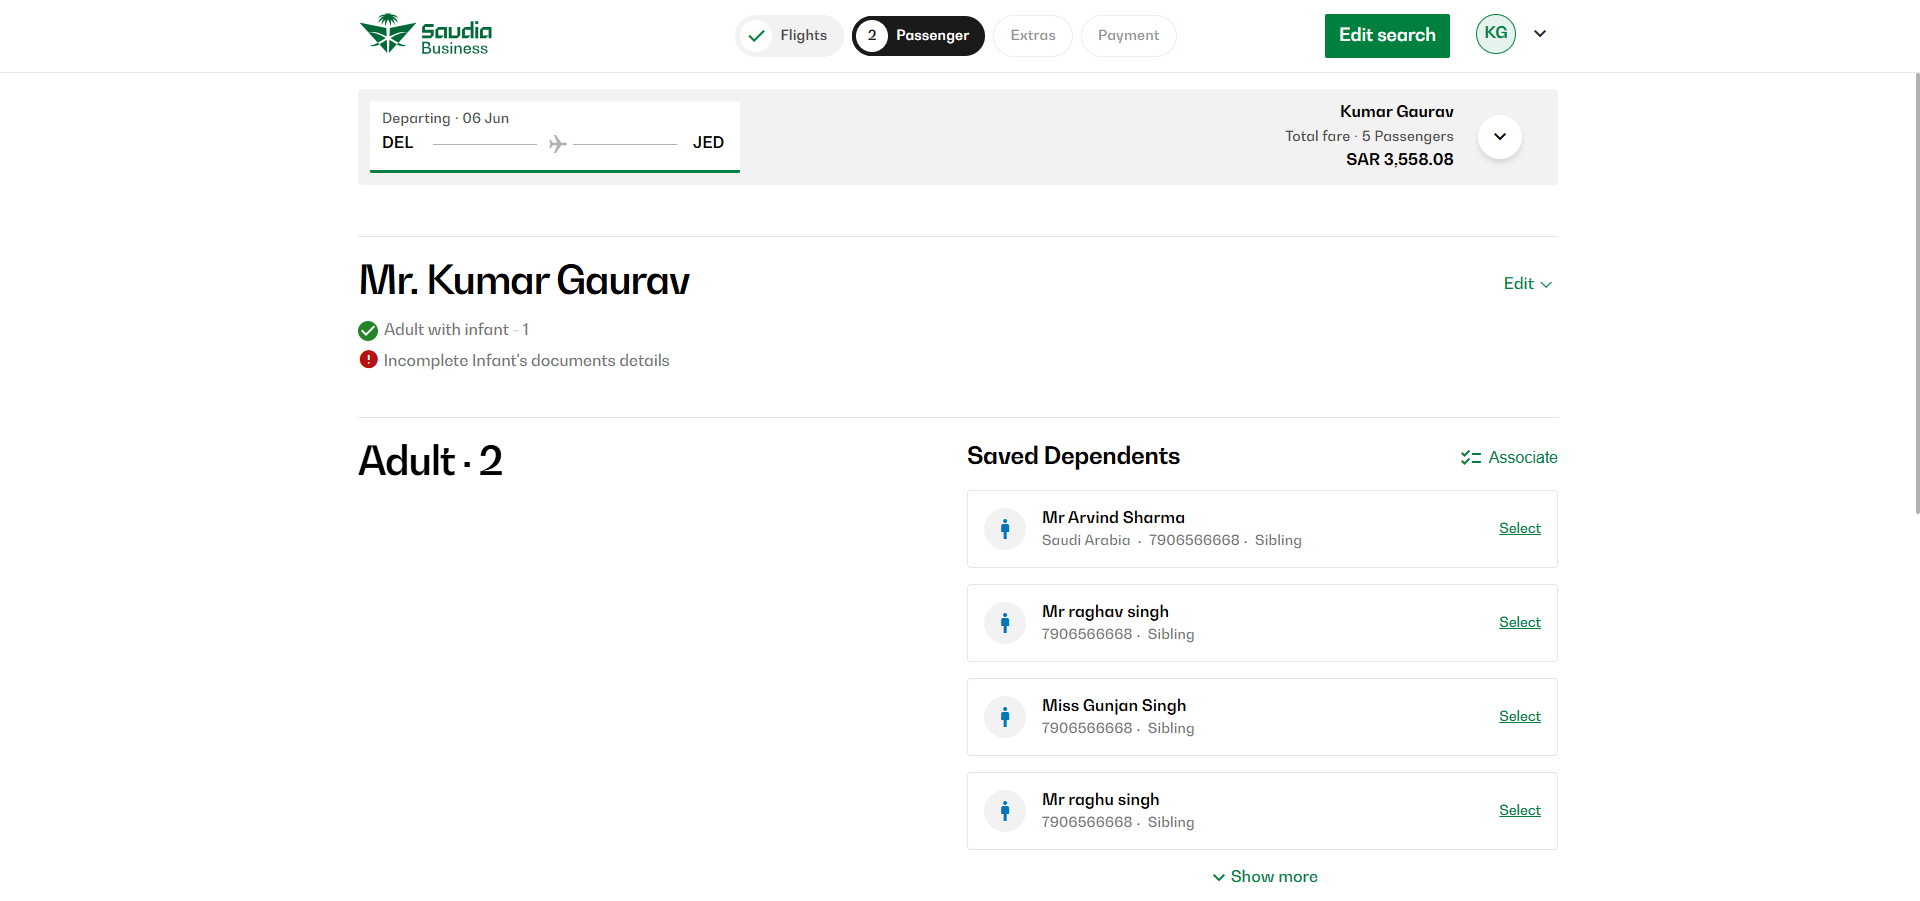 Saudia
Business
Flights
2 Passenger
Extras
Payment
Edit search
KG
Departing · 06 Jun
DEL JED
Kumar Gaurav
Total fare · 5 Passengers
SAR 3,558.08
Mr. Kumar Gaurav
Edit
Adult with infant - 1
Incomplete Infant's documents details
Adult · 2
Saved Dependents
Associate
Mr Arvind Sharma
Saudi Arabia · 7906566668 · Sibling
Select
Mr raghav singh
7906566668 · Sibling
Select
Miss Gunjan Singh
7906566668 · Sibling
Select
Mr raghu singh
7906566668 · Sibling
Select
Show more